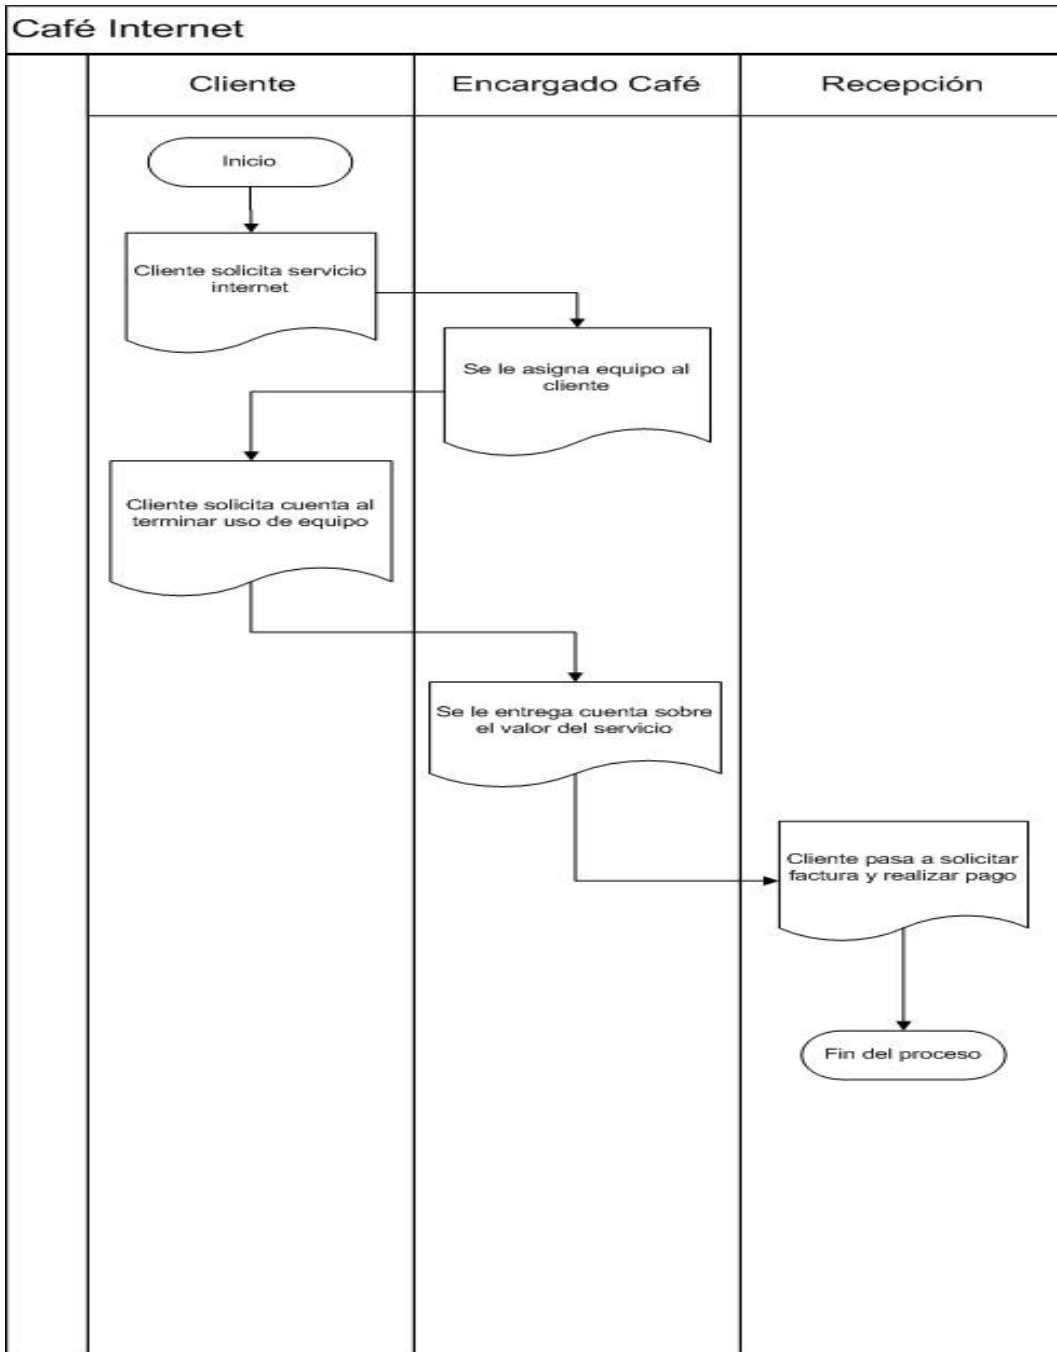 Café Internet
Cliente
Encargado Café
Recepción
Inicio
Cliente solicita servicio
internet
Se le asigna equipo al
cliente
Cliente solicita cuenta al
terminar uso de equipo
Se le entrega cuenta sobre
el valor del servicio
Cliente pasa a solicitar
factura y realizar pago
Fin del proceso